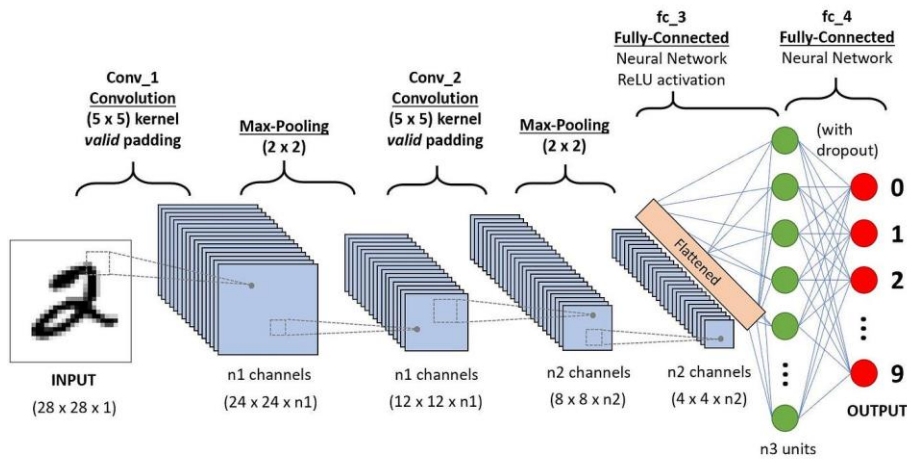 fc_3
Fully-Connected
Neural Network
ReLU activation
fc_4
Fully-Connected
Neural Network
Conv_1
Convolution
(5 x 5) kernel
valid padding
Max-Pooling
(2 x 2)
Conv_2
Convolution
(5 x 5) kernel
valid padding
Max-Pooling
(2 x 2)
(with
dropout)
Flattened
0
1
2
9
INPUT
(28 x 28 x 1)
n1 channels
(24 x 24 x n1)
n1 channels
(12 x 12 x n1)
n2 channels
(8 x 8 x n2)
n2 channels
(4 x 4 x n2)
OUTPUT
n3 units